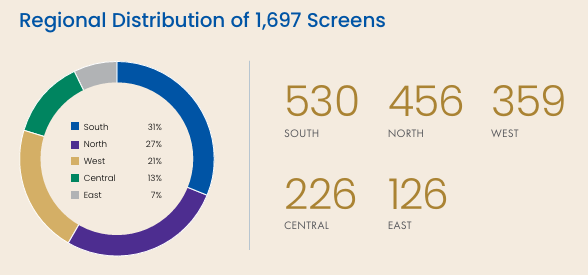 Regional Distribution of 1,697 Screens
South 31%
North 27%
West 21%
Central 13%
East 7%
530 456 359
SOUTH NORTH WEST
226 126
CENTRAL EAST